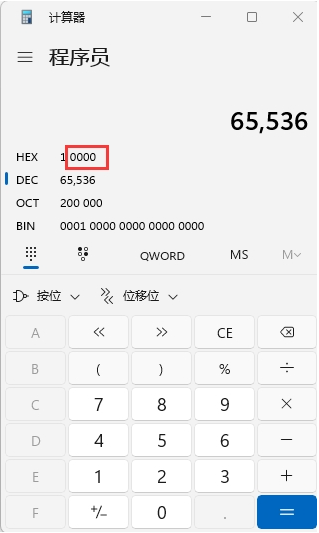 计算器
程序员
65,536
HEX 1 0000
DEC 65,536
OCT 200 000
BIN 0001 0000 0000 0000 0000
QWORD MS M
按位 位移位
A CE
B ( ) %  ÷
C 7 8 9 ×
D 4 5 6 −
E 1 2 3 +
F +/− 0 . =